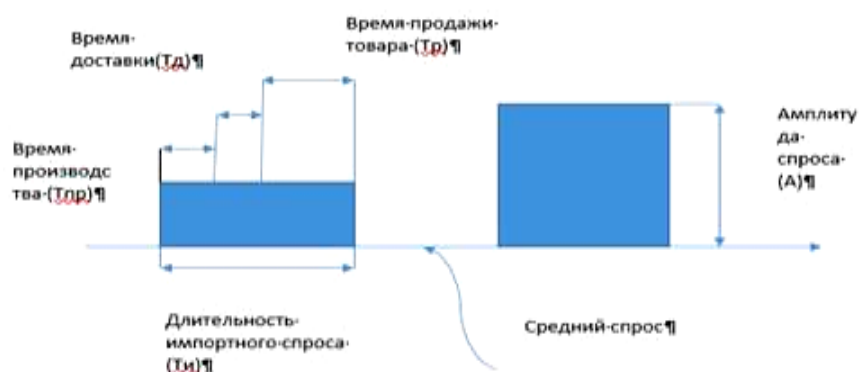 Время-
доставки(Тд)¶
Время-продажи-
товара-(Тр)¶
Время-
производс
тва-(Тпр)¶
Амплиту
да-
спроса-
(А)¶
Длительность-
импортного-спроса-
(Ти)¶
Средний-спрос¶